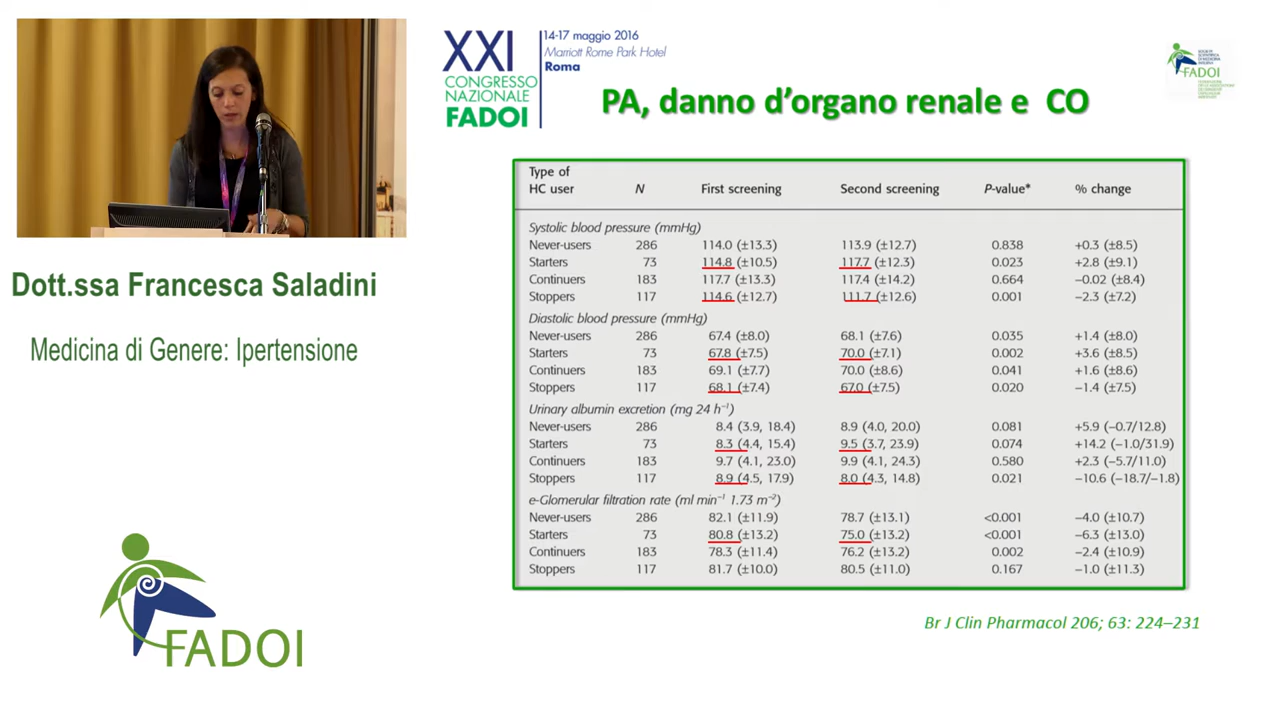 XXI
CONGRESSO
NAZIONALE
FADOI
14-17 maggio 2016
Marriott Rome Park Hotel
Roma
FADOI
PA, danno d'organo renale e CO
Dott.ssa Francesca Saladini
Medicina di Genere: Ipertensione
FADOI
Type of
HC user N First screening Second screening P-value* % change
Systolic blood pressure (mmHg)
Never-users 286 114.0 (±13.3) 113.9 (±12.7) 0.838 +0.3 (±8.5)
Starters 73 114.8 (±10.5) 117.7 (±12.3) 0.023 +2.8 (±9.1)
Continuers 183 117.7 (±13.3) 117.4 (±14.2) 0.664 −0.02 (±8.4)
Stoppers 117 114.6 (±12.7) 111.7 (±12.6) 0.001 −2.3 (±7.2)
Diastolic blood pressure (mmHg)
Never-users 286 67.4 (±8.0) 68.1 (±7.6) 0.035 +1.4 (±8.0)
Starters 73 67.8 (±7.5) 70.0 (±7.1) 0.002 +3.6 (±8.5)
Continuers 183 69.1 (±7.7) 70.0 (±8.6) 0.041 +1.6 (±8.6)
Stoppers 117 68.1 (±7.4) 67.0 (±7.5) 0.020 −1.4 (±7.5)
Urinary albumin excretion (mg 24 h⁻¹)
Never-users 286 8.4 (3.9, 18.4) 8.9 (4.0, 20.0) 0.081 +5.9 (−0.7/12.8)
Starters 73 8.3 (4.4, 15.4) 9.5 (3.7, 23.9) 0.074 +14.2 (−1.0/31.9)
Continuers 183 9.7 (4.1, 23.0) 9.9 (4.1, 24.3) 0.580 +2.3 (−5.7/11.0)
Stoppers 117 8.9 (4.5, 17.9) 8.0 (4.3, 14.8) 0.021 −10.6 (−18.7/−1.8)
e-Glomerular filtration rate (ml min⁻¹ 1.73 m⁻²)
Never-users 286 82.1 (±11.9) 78.7 (±13.1) <0.001 −4.0 (±10.7)
Starters 73 80.8 (±13.2) 75.0 (±13.2) <0.001 −6.3 (±13.0)
Continuers 183 78.3 (±11.4) 76.2 (±13.2) 0.002 −2.4 (±10.9)
Stoppers 117 81.7 (±10.0) 80.5 (±11.0) 0.167 −1.0 (±11.3)
Br J Clin Pharmacol 206; 63: 224–231